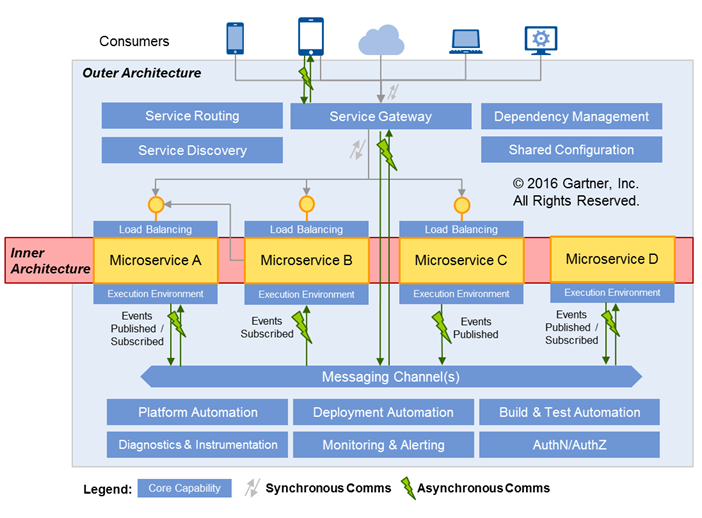 Consumers
Outer Architecture
Service Routing
Service Gateway
Dependency Management
Service Discovery
Shared Configuration
© 2016 Gartner, Inc.
All Rights Reserved.
Load Balancing
Load Balancing
Load Balancing
Inner
Architecture
Microservice A
Microservice B
Microservice C
Microservice D
Execution Environment
Execution Environment
Execution Environment
Execution Environment
Events
Published /
Subscribed
Events
Subscribed
Events
Published
Events
Published /
Subscribed
Messaging Channel(s)
Platform Automation
Deployment Automation
Build & Test Automation
Diagnostics & Instrumentation
Monitoring & Alerting
AuthN/AuthZ
Legend:
Core Capability
Synchronous Comms
Asynchronous Comms